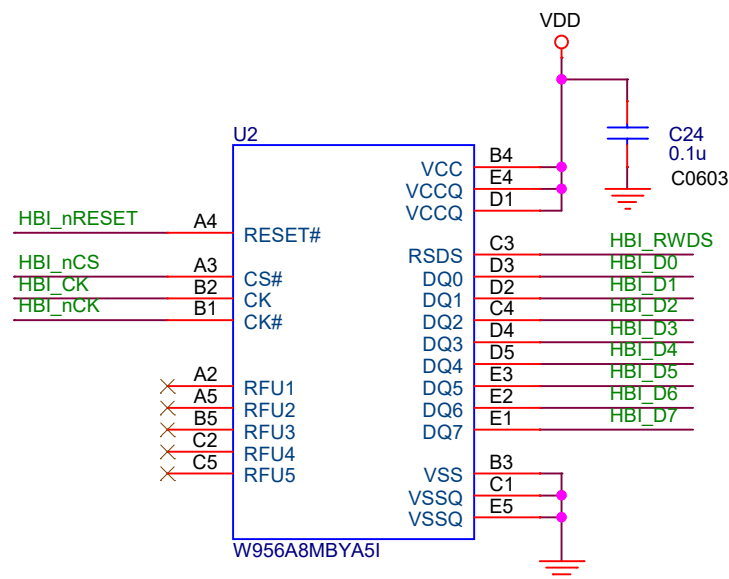 VDD
C24
0.1u
C0603
U2
HBI_nRESET A4 RESET#
HBI_nCS A3 CS#
HBI_CK B2 CK
HBI_nCK B1 CK#
A2 RFU1
A5 RFU2
B5 RFU3
C2 RFU4
C5 RFU5
VCC B4
VCCQ E4
VCCQ D1
RSDS C3 HBI_RWDS
DQ0 D3 HBI_D0
DQ1 D2 HBI_D1
DQ2 C4 HBI_D2
DQ3 D4 HBI_D3
DQ4 D5 HBI_D4
DQ5 E3 HBI_D5
DQ6 E2 HBI_D6
DQ7 E1 HBI_D7
VSS B3
VSSQ C1
VSSQ E5
W956A8MBYA5I